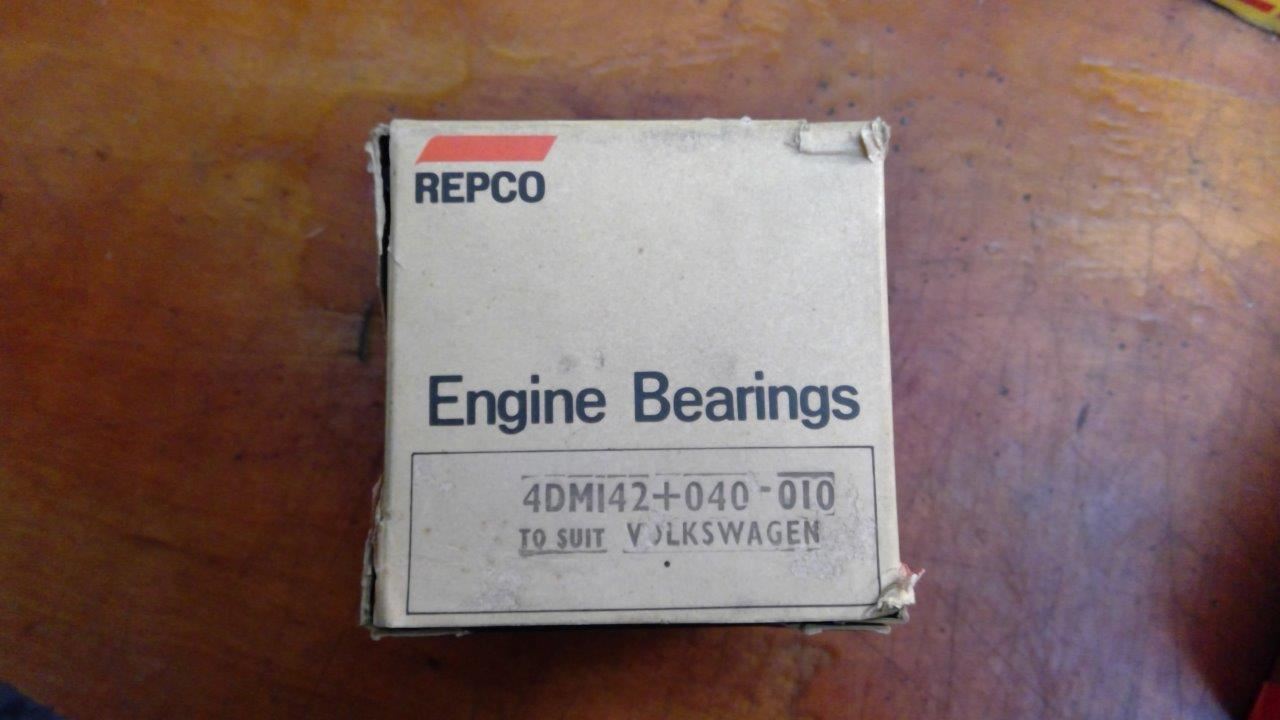 REPCO
Engine Bearings
4DM142+040-010
TO SUIT VOLKSWAGEN